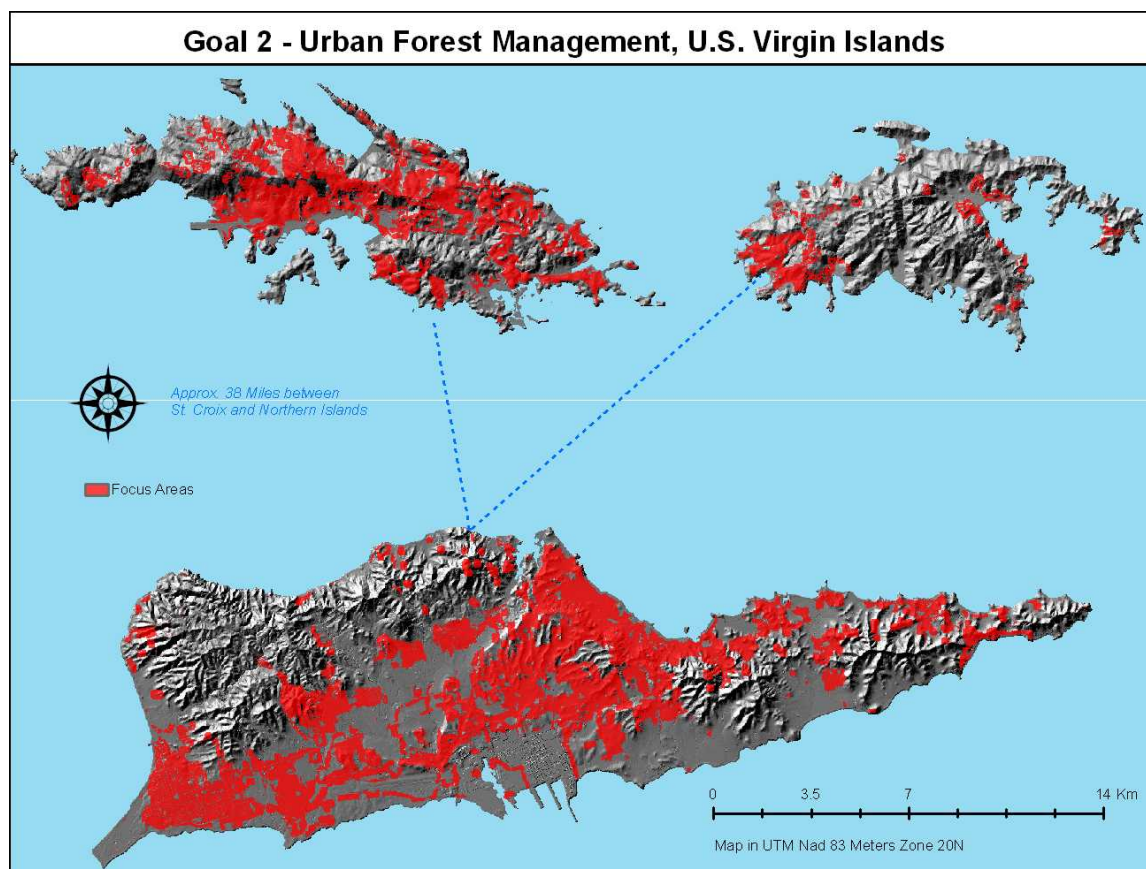 Goal 2 - Urban Forest Management, U.S. Virgin Islands
Approx. 38 Miles between
St. Croix and Northern Islands
Focus Areas
0 3.5 7 14 Km
Map in UTM Nad 83 Meters Zone 20N